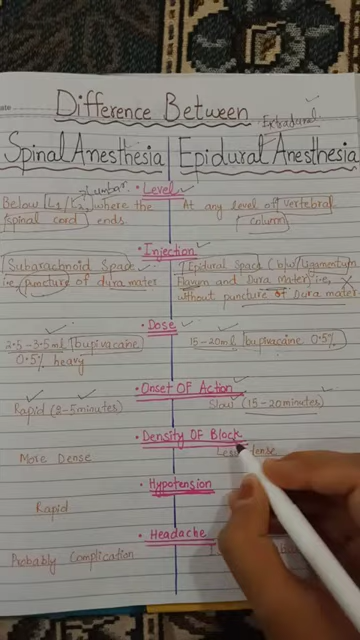 ate
Difference Between
Extradural
Spinal Anesthesia
Epidural Anesthesia
Lumbar
• Level
Below L1/L2 where the
spinal cord ends.
At any level of vertebral
column
• Injection
Subarachnoid Space
i.e puncture of dura mater
Epidural Space (b/w Ligamentum
Flavum and Dura Mater) i.e,
without puncture of Dura mater
• Dose
2.5 - 3.5 ml bupivacaine
0.5% heavy
15-20ml bupivacaine 0.5%
• Onset OF Action
Rapid (2-5 minutes)
Slow (15-20 minutes)
• Density OF Block
More Dense
• Hypotension
Rapid
• Headache
Probably Complication